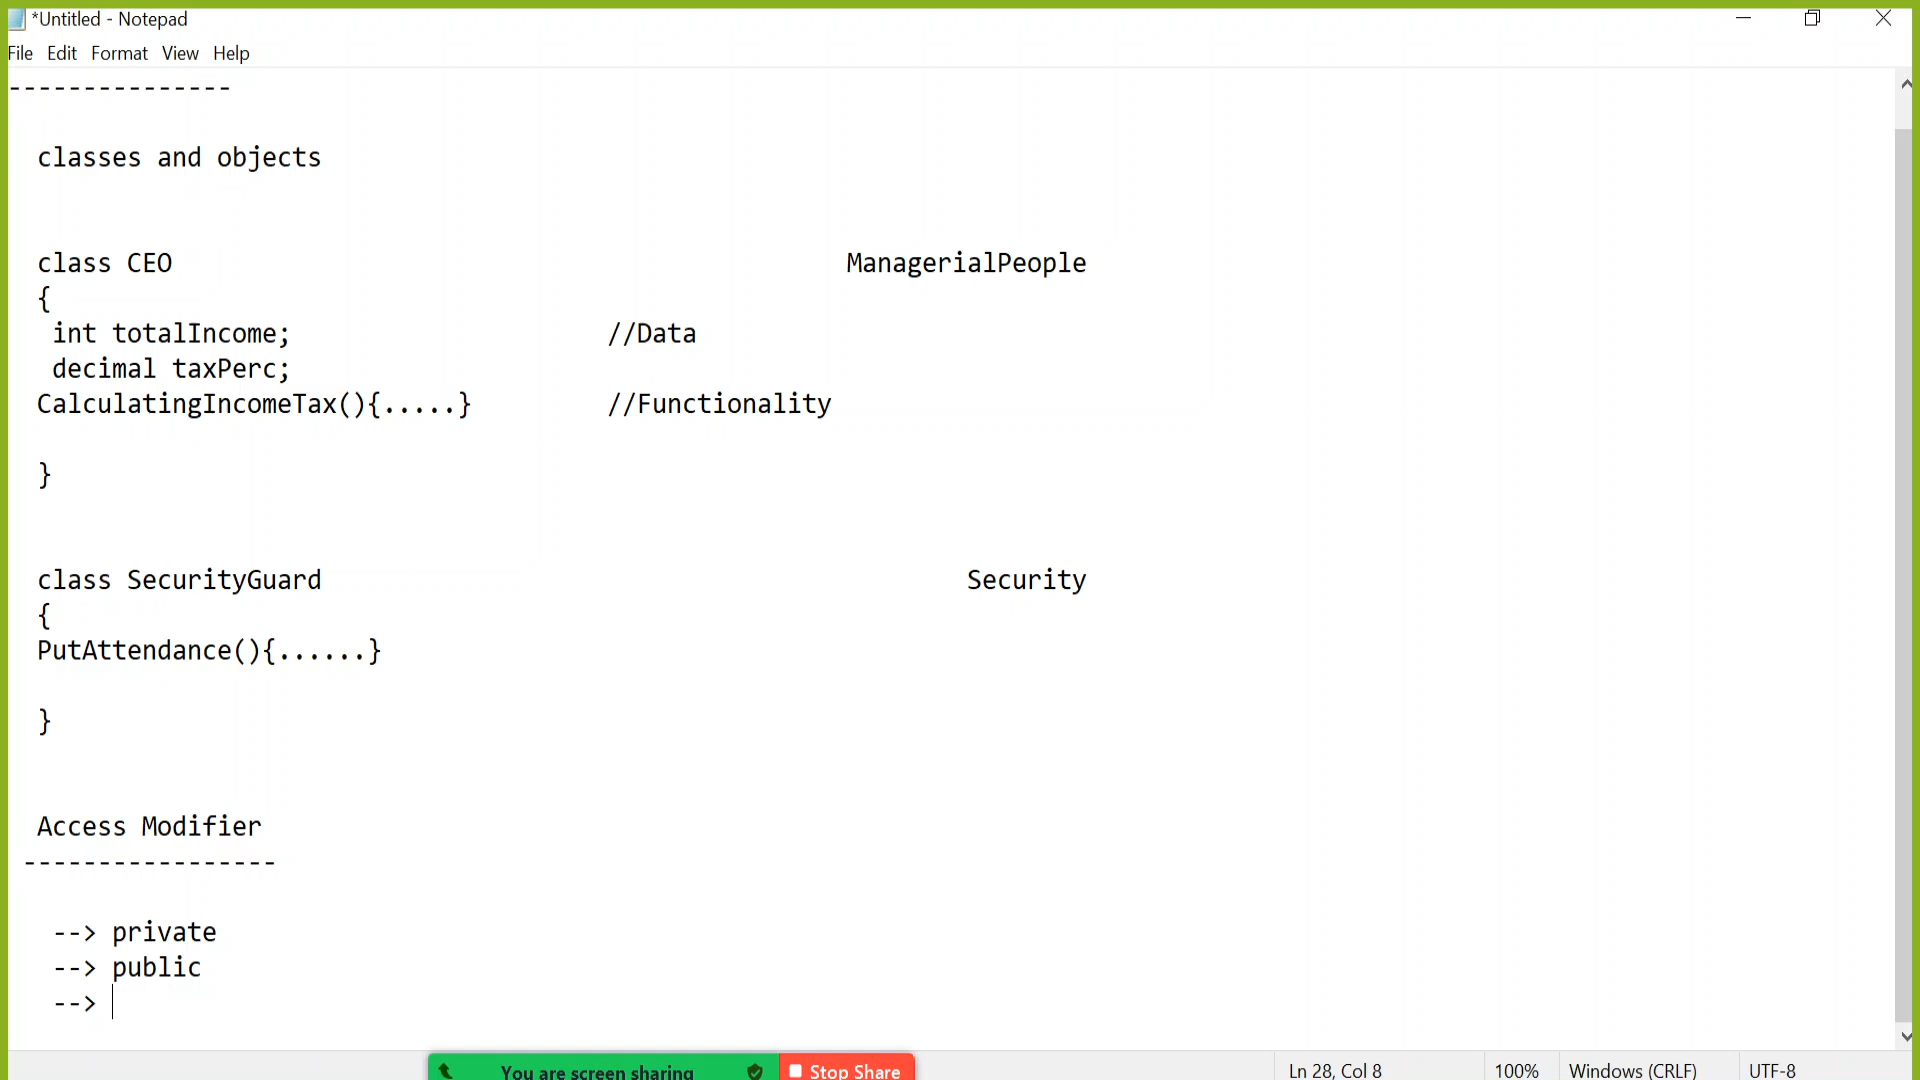 *Untitled - Notepad
File Edit Format View Help
---------------
classes and objects
class CEO ManagerialPeople
{
int totalIncome; //Data
decimal taxPerc;
CalculatingIncomeTax(){.....} //Functionality
}
class SecurityGuard Security
{
PutAttendance(){......}
}
Access Modifier
-----------------
--> private
--> public
-->
You are screen sharing Stop Share Ln 28, Col 8 100% Windows (CRLF) UTF-8